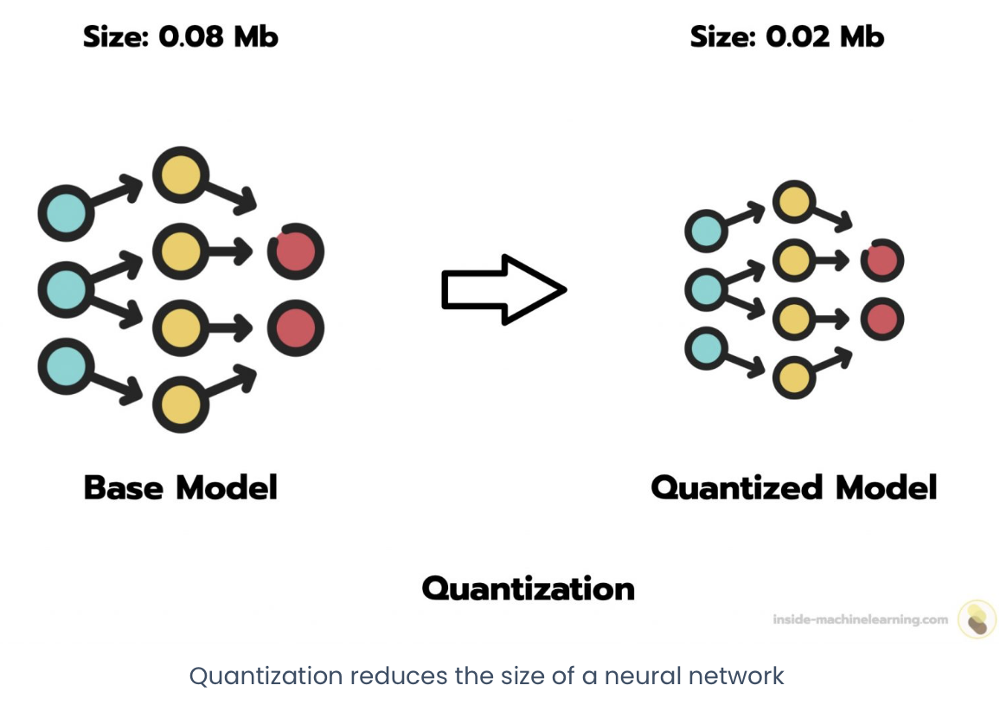 Size: 0.08 Mb
Size: 0.02 Mb
Base Model
Quantized Model
Quantization
inside-machinelearning.com
Quantization reduces the size of a neural network